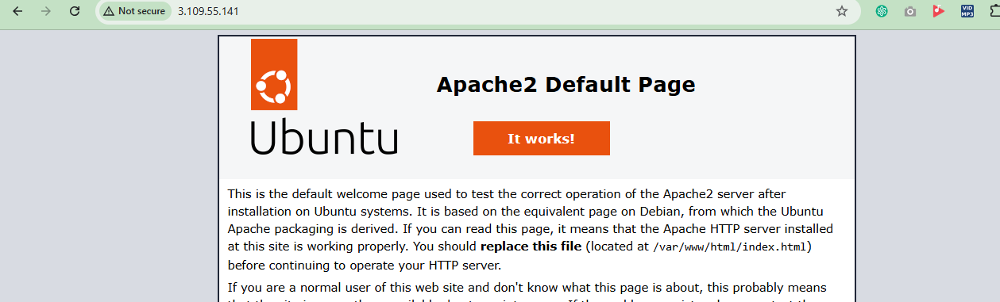 Not secure 3.109.55.141
VID
MP3
Apache2 Default Page
Ubuntu
It works!
This is the default welcome page used to test the correct operation of the Apache2 server after
installation on Ubuntu systems. It is based on the equivalent page on Debian, from which the Ubuntu
Apache packaging is derived. If you can read this page, it means that the Apache HTTP server installed
at this site is working properly. You should replace this file (located at /var/www/html/index.html)
before continuing to operate your HTTP server.
If you are a normal user of this web site and don't know what this page is about, this probably means